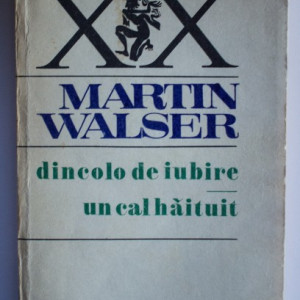 XX
MARTIN
WALSER
dincolo de iubire
un cal hăituit